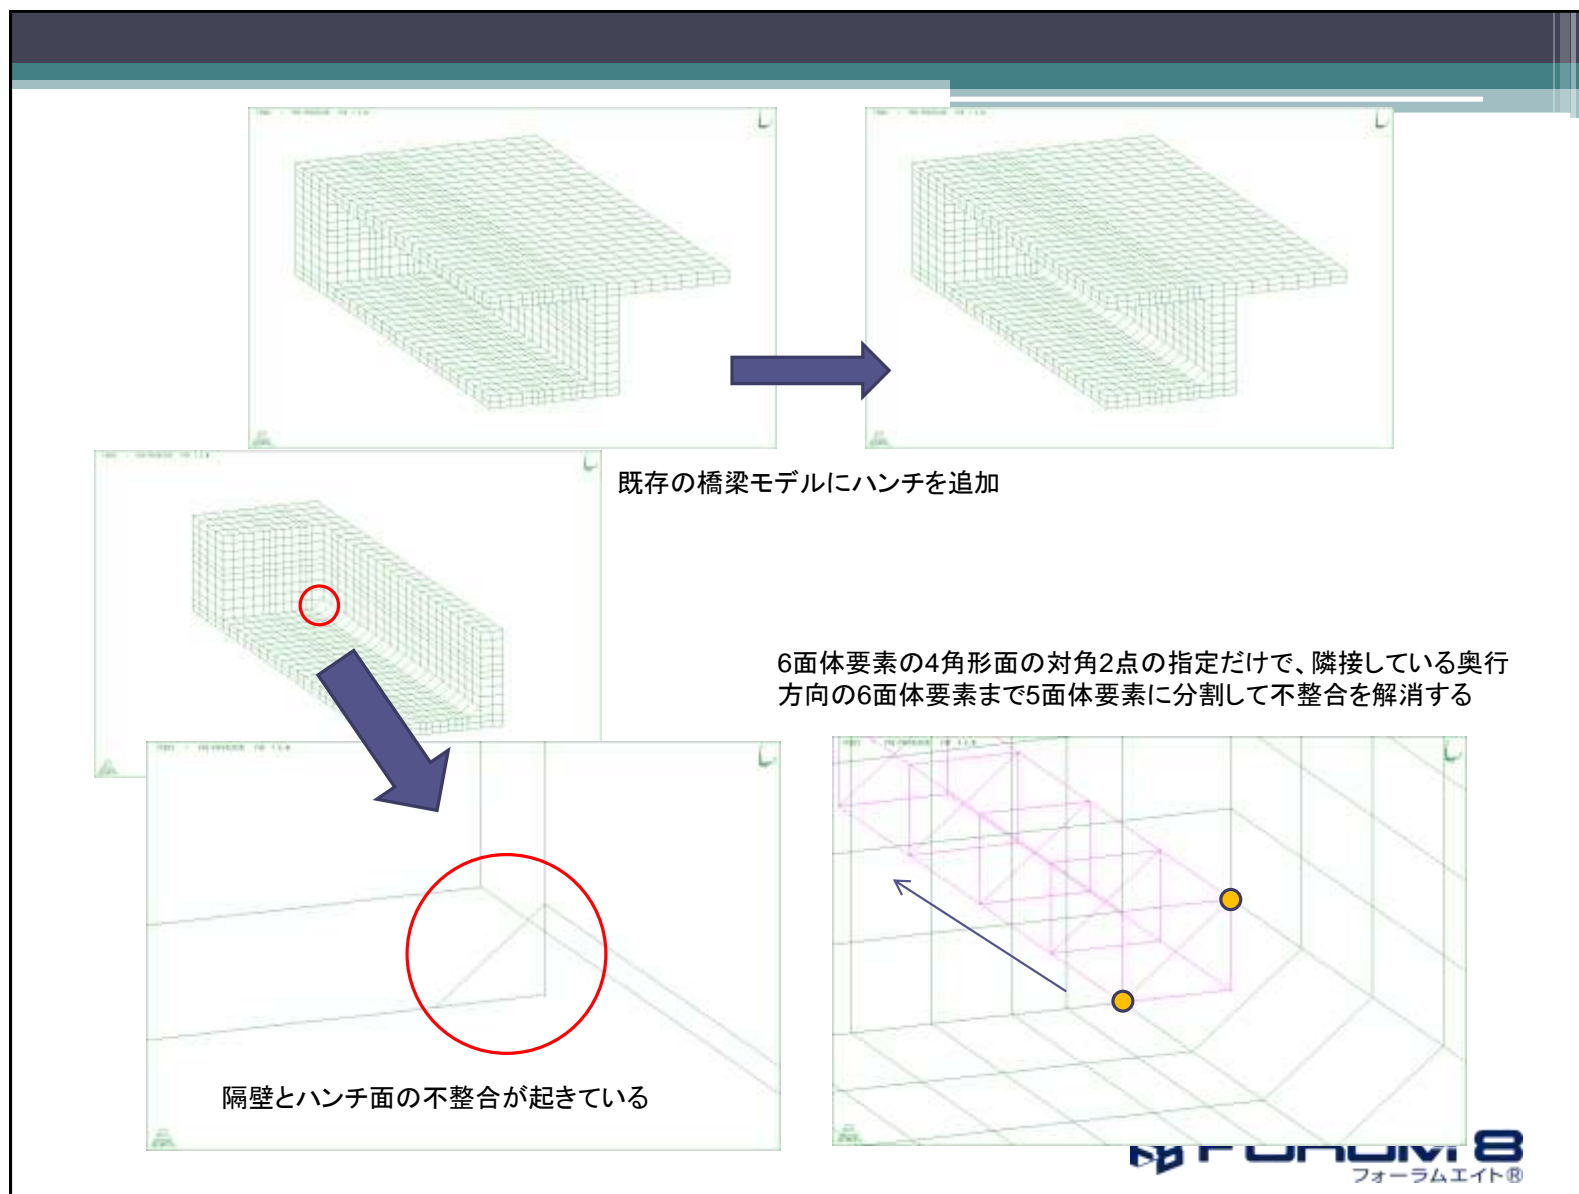 既存の橋梁モデルにハンチを追加
6面体要素の4角形面の対角2点の指定だけで、隣接している奥行
方向の6面体要素まで5面体要素に分割して不整合を解消する
隔壁とハンチ面の不整合が起きている
FORUM 8
フォーラムエイト®